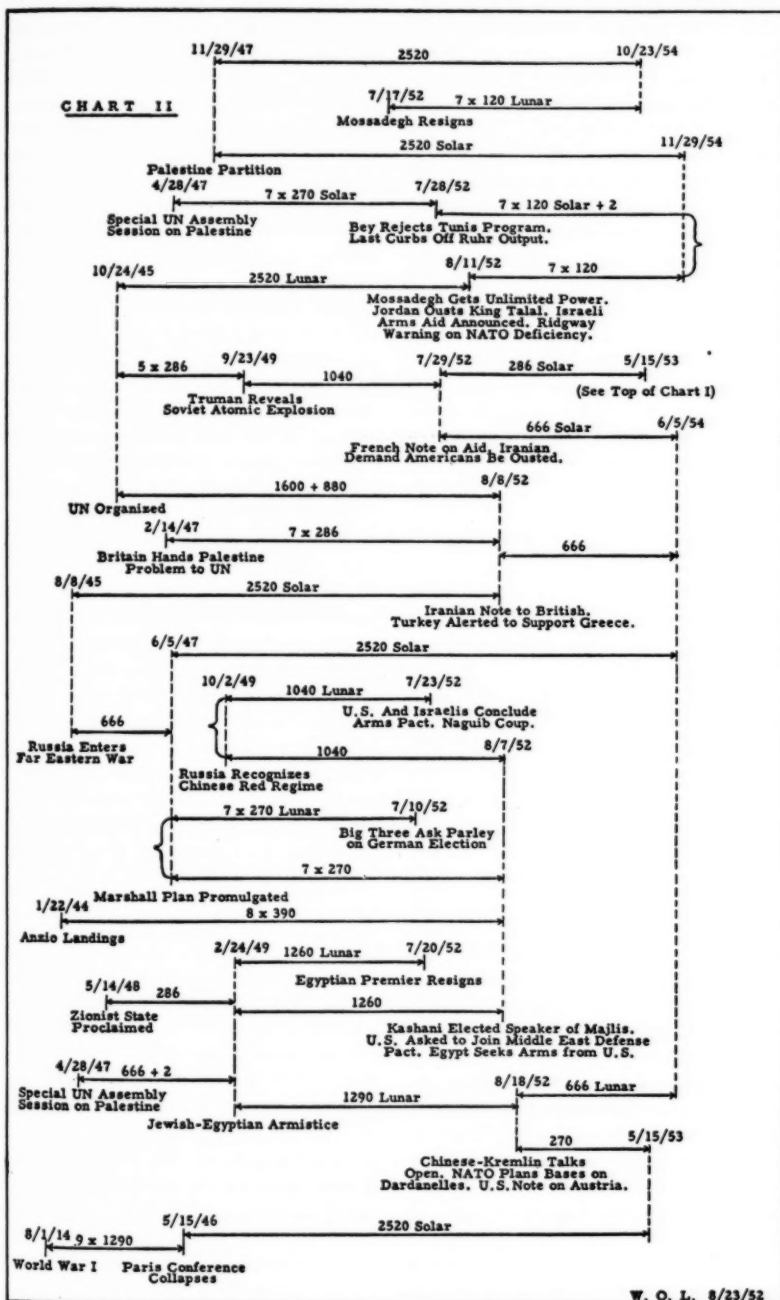 11/29/47 2520 10/23/54
CHART II
7/17/52 7 x 120 Lunar
Mossadegh Resigns
2520 Solar 11/29/54
Palestine Partition
4/28/47 7 x 270 Solar 7/28/52 7 x 120 Solar + 2
Special UN Assembly
Session on Palestine
Bey Rejects Tunis Program.
Last Curbs Off Ruhr Output.
10/24/45 2520 Lunar 8/11/52 7 x 120
Mossadegh Gets Unlimited Power.
Jordan Ousts King Talal. Israeli
Arms Aid Announced. Ridgway
Warning on NATO Deficiency.
5 x 286 9/23/49 1040 7/29/52 286 Solar 5/15/53
Truman Reveals
Soviet Atomic Explosion
(See Top of Chart I)
666 Solar 6/5/54
French Note on Aid. Iranian
Demand Americans Be Ousted.
1600 + 880 8/8/52
UN Organized
2/14/47 7 x 286
Britain Hands Palestine
Problem to UN
666
8/8/45 2520 Solar
Iranian Note to British.
Turkey Alerted to Support Greece.
6/5/47 2520 Solar
10/2/49 1040 Lunar 7/23/52
U.S. And Israelis Conclude
Arms Pact. Naguib Coup.
666
Russia Enters
Far Eastern War
1040 8/7/52
Russia Recognizes
Chinese Red Regime
7 x 270 Lunar 7/10/52
Big Three Ask Parley
on German Election
7 x 270
Marshall Plan Promulgated
1/22/44 8 x 390
Anzio Landings
2/24/49 1260 Lunar 7/20/52
Egyptian Premier Resigns
5/14/48 286
Zionist State
Proclaimed
1260
Kashani Elected Speaker of Majlis.
U.S. Asked to Join Middle East Defense
Pact. Egypt Seeks Arms from U.S.
4/28/47 666 + 2
Special UN Assembly
Session on Palestine
1290 Lunar 8/18/52 666 Lunar
Jewish-Egyptian Armistice
270 5/15/53
Chinese-Kremlin Talks
Open. NATO Plans Bases on
Dardanelles. U.S. Note on Austria.
5/15/46 2520 Solar
8/1/14 9 x 1290
World War I
Paris Conference
Collapses
W. O. L. 8/23/52